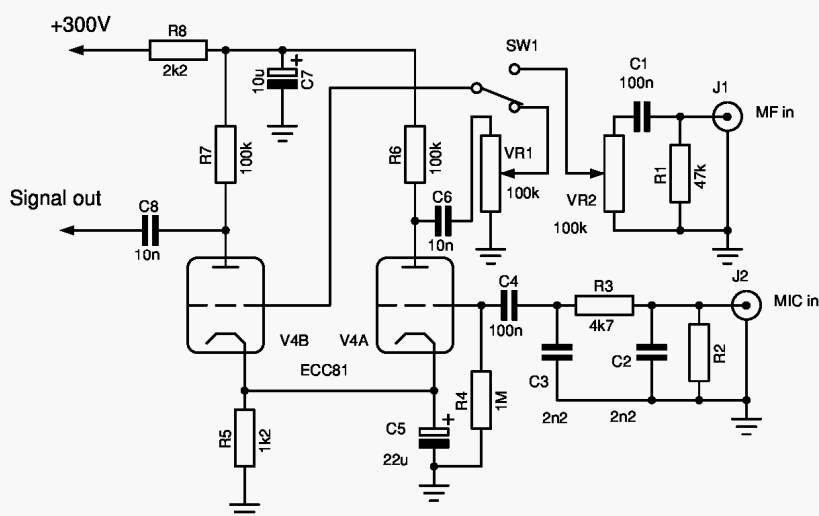 +300V
R8
2k2
10u
+
C7
SW1
C1
100n
J1
MF in
R7
100k
R6
100k
VR1
100k
VR2
100k
R1
47k
Signal out
C8
10n
C6
10n
C4
100n
R3
4k7
J2
MIC in
V4B
V4A
ECC81
C3
2n2
C2
2n2
R2
R4
1M
R5
1k2
C5
+
22u